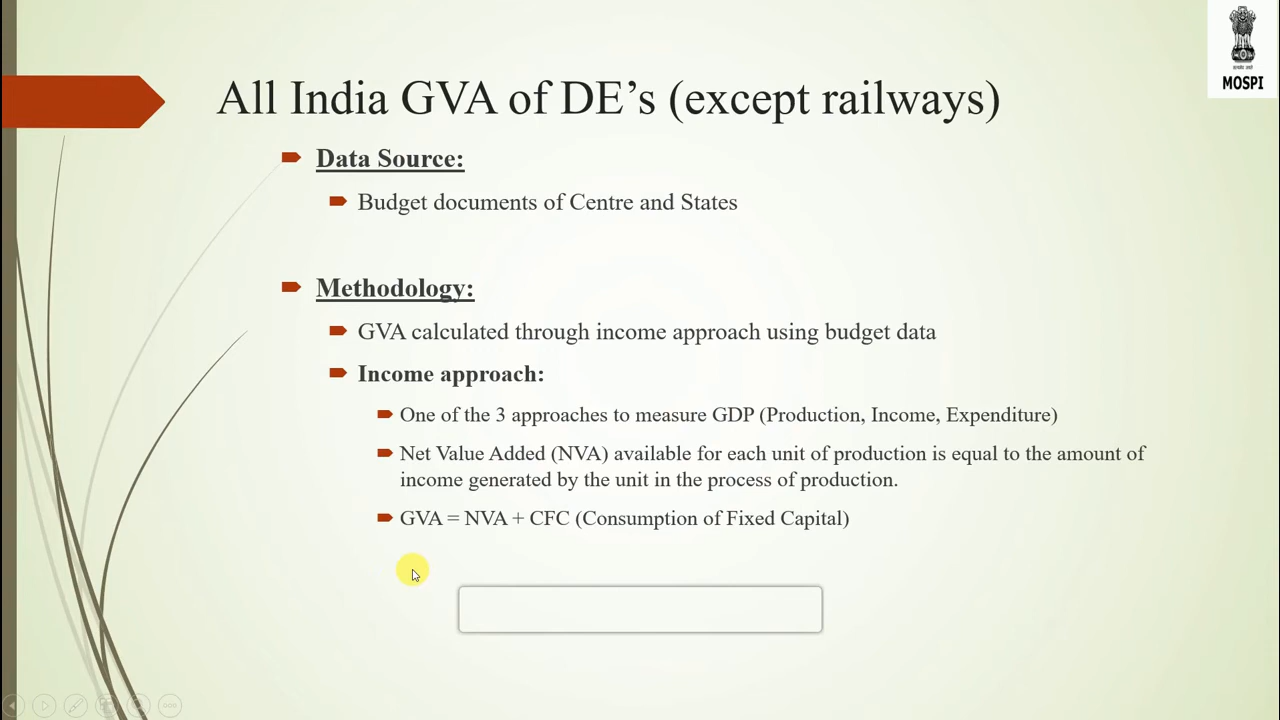 MOSPI
All India GVA of DE’s (except railways)
Data Source:
Budget documents of Centre and States
Methodology:
GVA calculated through income approach using budget data
Income approach:
One of the 3 approaches to measure GDP (Production, Income, Expenditure)
Net Value Added (NVA) available for each unit of production is equal to the amount of
income generated by the unit in the process of production.
GVA = NVA + CFC (Consumption of Fixed Capital)